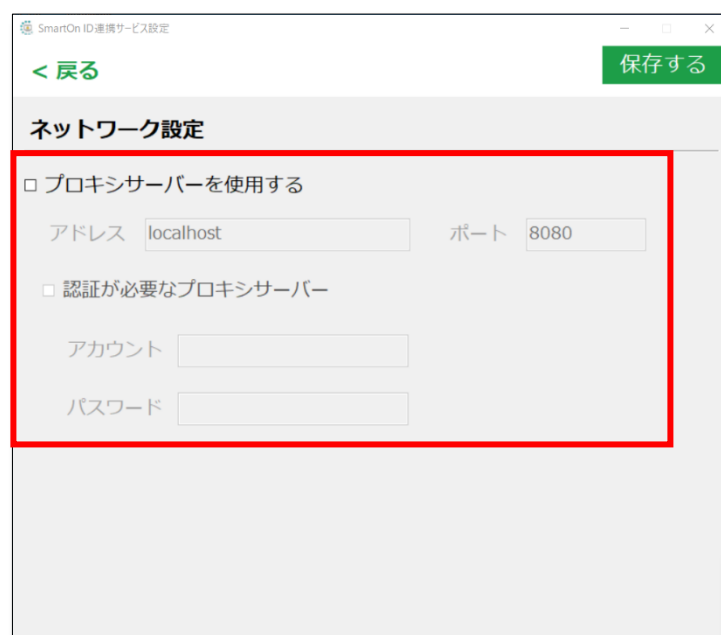 SmartOn ID連携サービス設定
< 戻る
保存する
ネットワーク設定
プロキシサーバーを使用する
アドレス localhost ポート 8080
認証が必要なプロキシサーバー
アカウント
パスワード